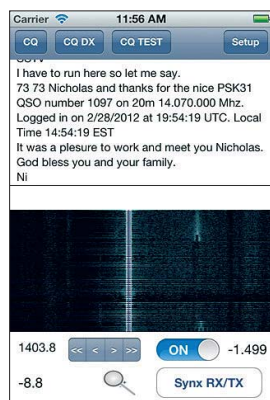 Carrier 11:56 AM
CQ CQ DX CQ TEST Setup
SSTV
I have to run here so let me say.
73 73 Nicholas and thanks for the nice PSK31
QSO number 1097 on 20m 14.070.000 Mhz.
Logged in on 2/28/2012 at 19:54:19 UTC. Local
Time 14:54:19 EST
It was a plesure to work and meet you Nicholas.
God bless you and your family.
Ni
1403.8 << < > >> ON -1.499
-8.8 Synx RX/TX